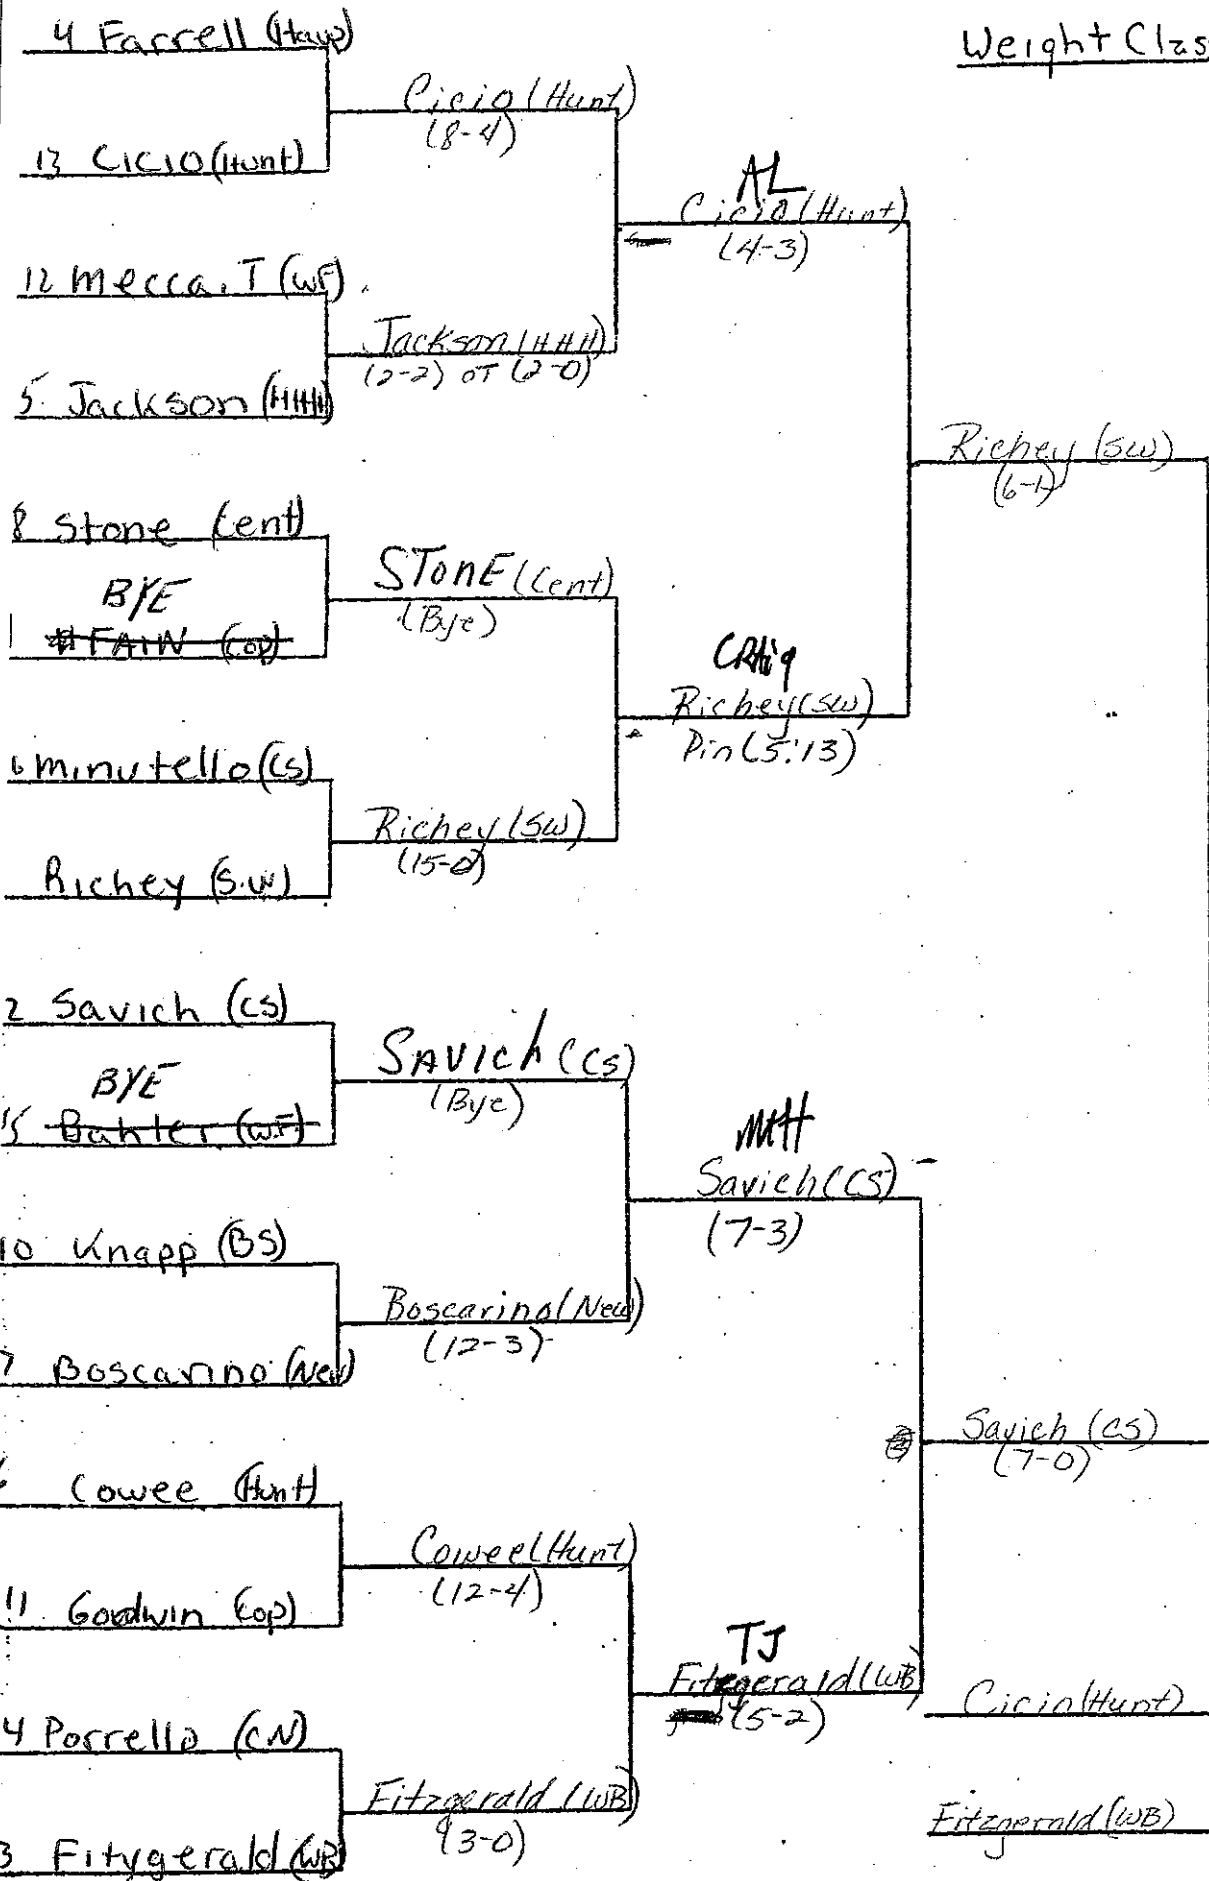 4 Farrell (Haup)
Weight Clas
Cicio (Hunt)
(8-4)
13 Cicio (Hunt)
AL
Cicio (Hunt)
(4-3)
12 Mecca, T (WF)
Jackson (HHH)
(2-2) OT (2-0)
5 Jackson (HHH)
Richey (SW)
(6-1)
8 Stone (Cent)
BYE
STonE (Cent)
(Bye)
1 FAIN (Cop)
CRAig
Richey (SW)
Pin (5:13)
6 Minutello (CS)
Richey (SW)
(15-0)
Richey (S.W)
2 Savich (CS)
BYE
SAVICh (CS)
(Bye)
15 Bahler (W.F)
MttH
Savich (CS)
(7-3)
10 Knapp (BS)
Boscarino (New)
(12-3)
7 Boscarino (New)
Savich (CS)
(7-0)
6 Cowee (Hunt)
Cowee (Hunt)
(12-4)
11 Goodwin (Cop)
TJ
Fitzgerald (WB)
(5-2)
Cicio (Hunt)
4 Porrello (CN)
Fitzgerald (WB)
(3-0)
Fitzgerald (WB)
3 Fitygerald (WB)